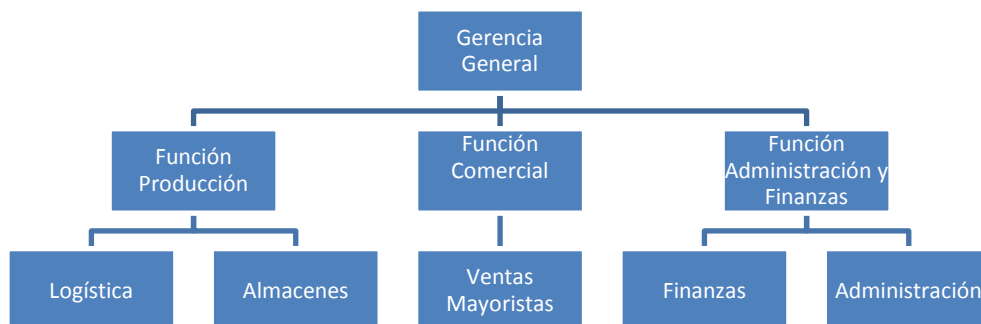 Gerencia
General
Función
Producción
Función
Comercial
Función
Administración y
Finanzas
Logística
Almacenes
Ventas
Mayoristas
Finanzas
Administración